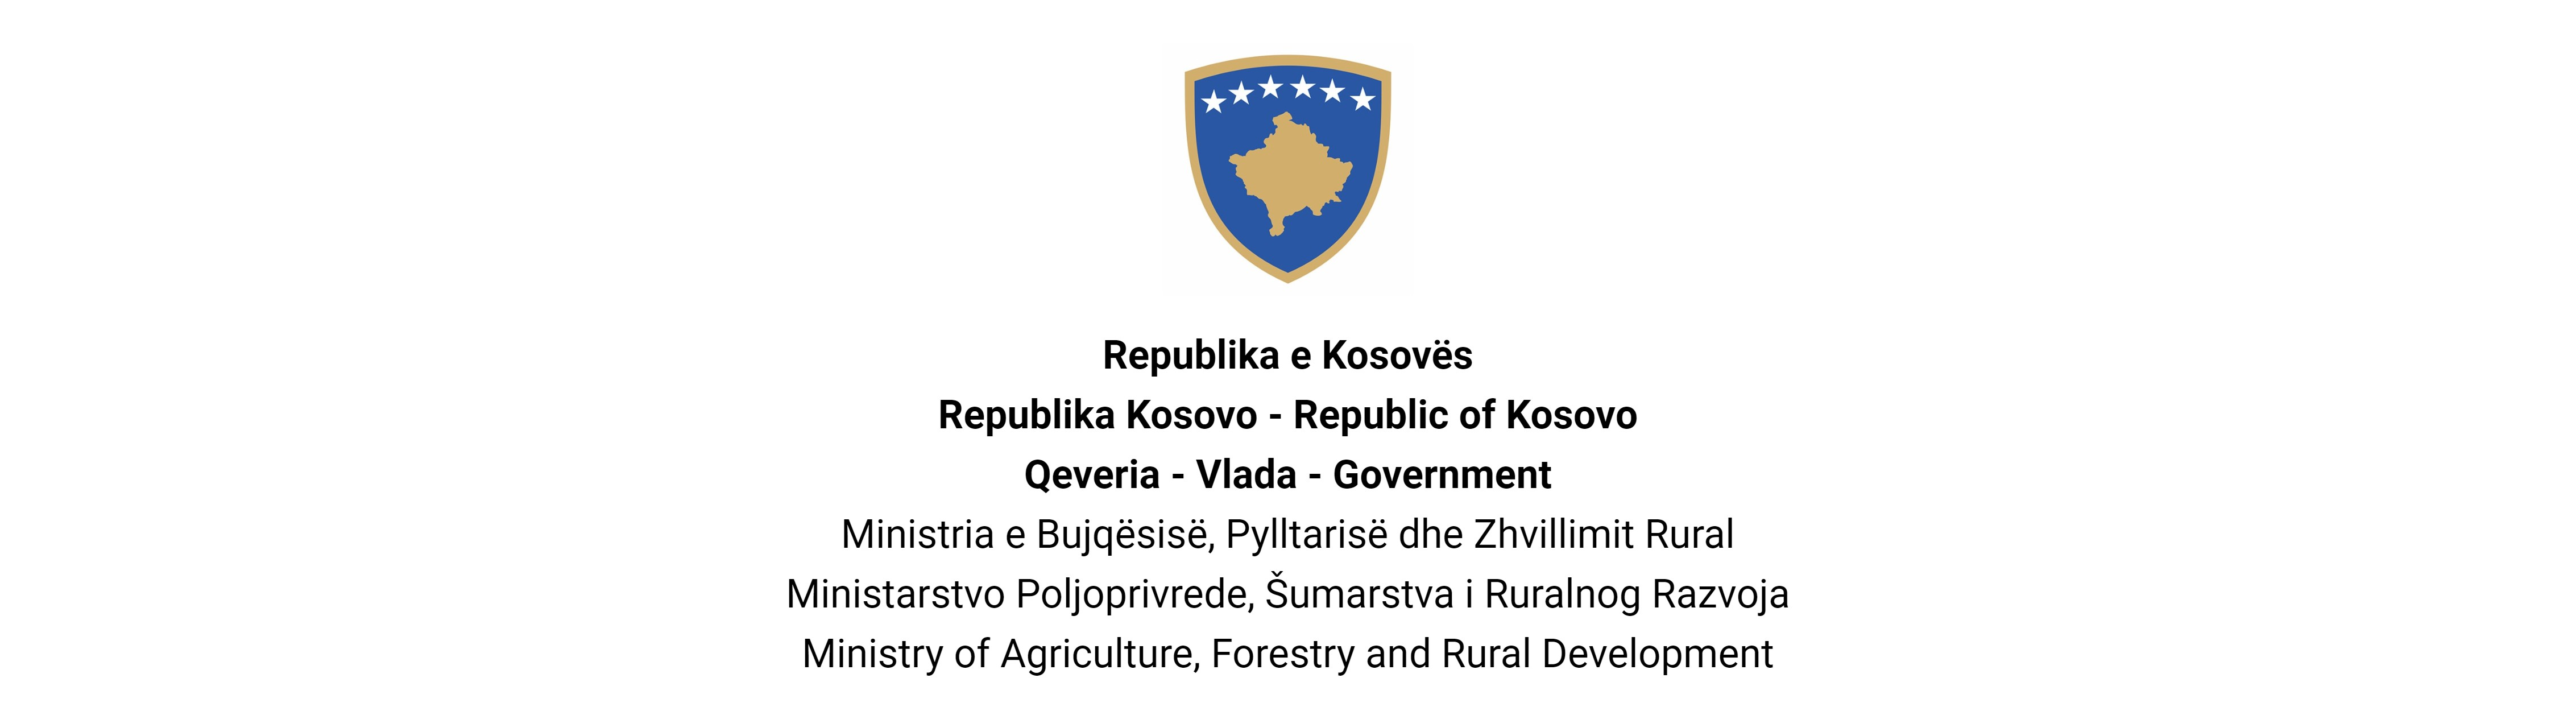 Republika e Kosovës
Republika Kosovo - Republic of Kosovo
Qeveria - Vlada - Government
Ministria e Bujqësisë, Pylltarisë dhe Zhvillimit Rural
Ministarstvo Poljoprivrede, Šumarstva i Ruralnog Razvoja
Ministry of Agriculture, Forestry and Rural Development